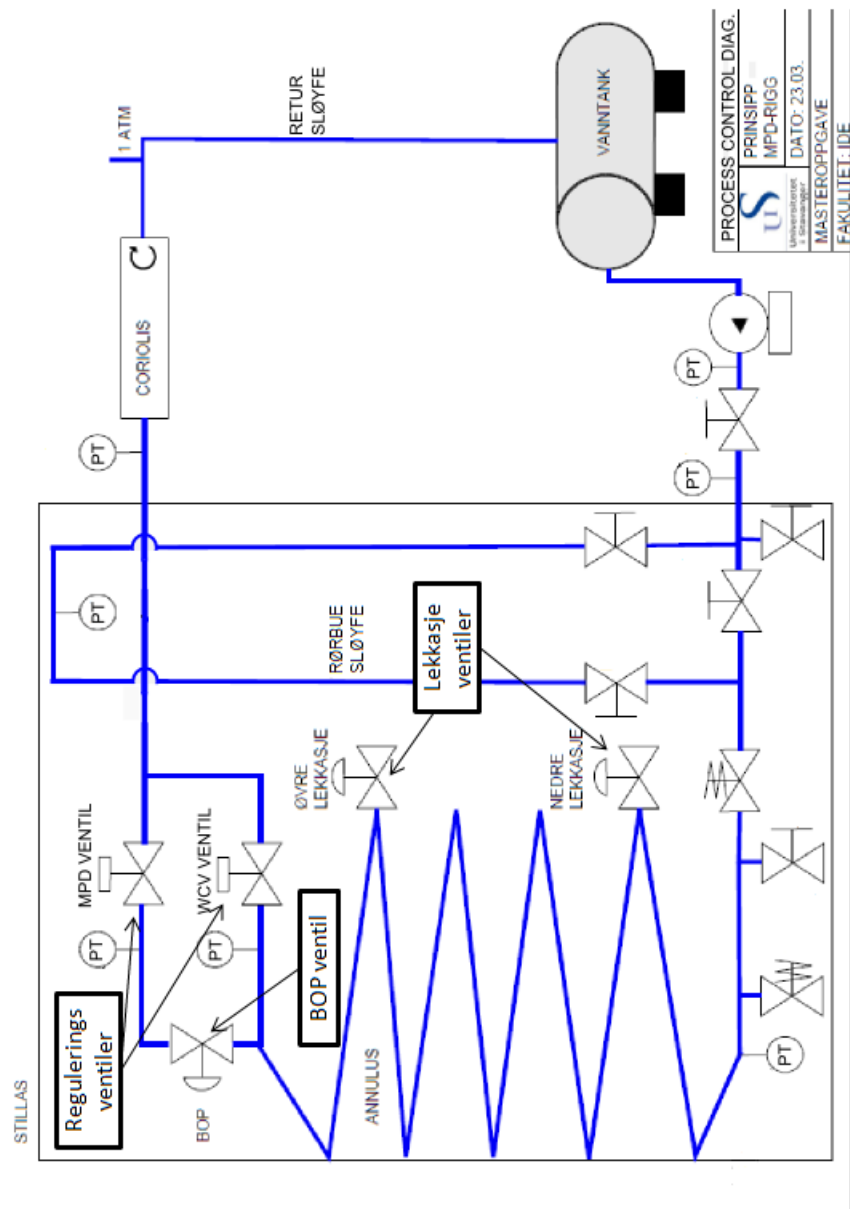 STILLAS
1 ATM
RETUR
SLØYFE
CORIOLIS
VANNTANK
PT
PT
PT
PT
RØRBUE
SLØYFE
Lekkasje
ventiler
ØVRE
LEKKASJE
NEDRE
LEKKASJE
MPD VENTIL
WCV VENTIL
PT
PT
Regulerings
ventiler
BOP ventil
BOP
ANNULUS
PT
PROCESS CONTROL DIAG.
uS
Universitetet
i Stavanger
PRINSIPP
MPD-RIGG
DATO: 23.03.
MASTEROPPGAVE
FAKULITET: IDE